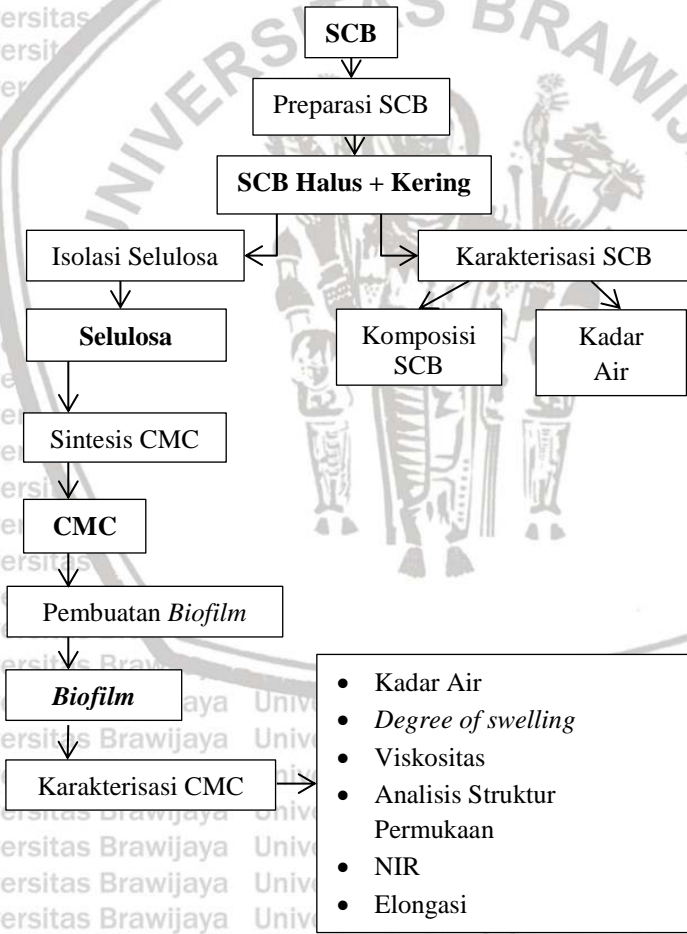 SCB
Preparasi SCB
SCB Halus + Kering
Isolasi Selulosa
Karakterisasi SCB
Selulosa
Komposisi
SCB
Kadar
Air
Sintesis CMC
CMC
Pembuatan Biofilm
Biofilm
Karakterisasi CMC
• Kadar Air
• Degree of swelling
• Viskositas
• Analisis Struktur
Permukaan
• NIR
• Elongasi